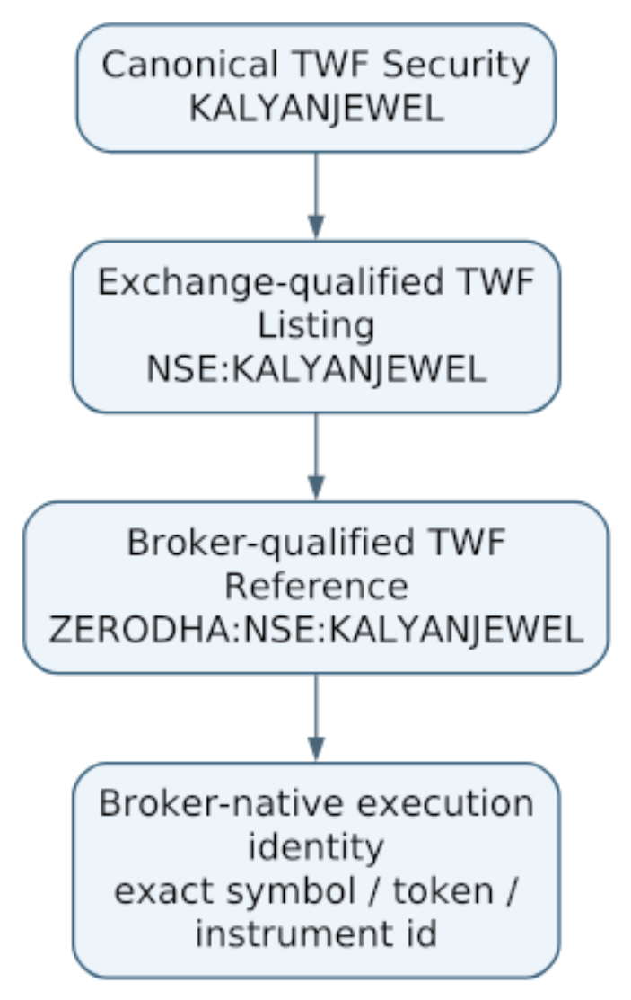 Canonical TWF Security
KALYANJEWEL
Exchange-qualified TWF
Listing
NSE:KALYANJEWEL
Broker-qualified TWF
Reference
ZERODHA:NSE:KALYANJEWEL
Broker-native execution
identity
exact symbol / token /
instrument id